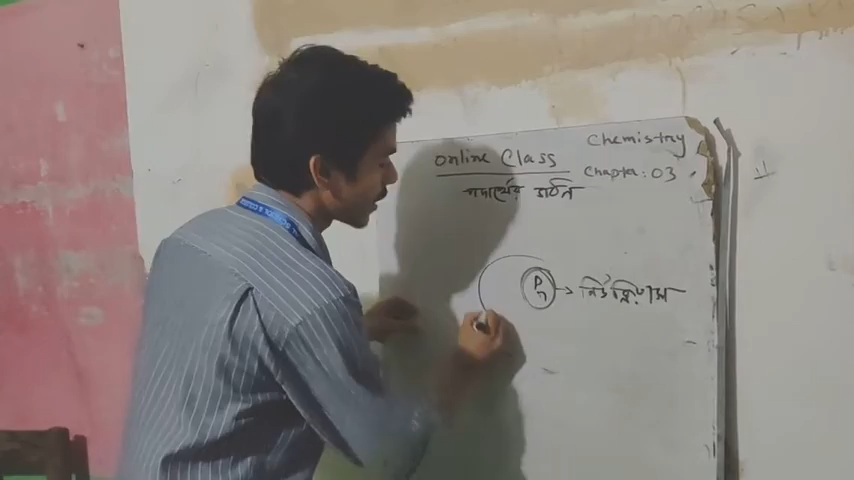 Chemistry
Online Class
Chapter: 03
পদার্থের গঠন
P
n
→ নিউক্লিয়াস